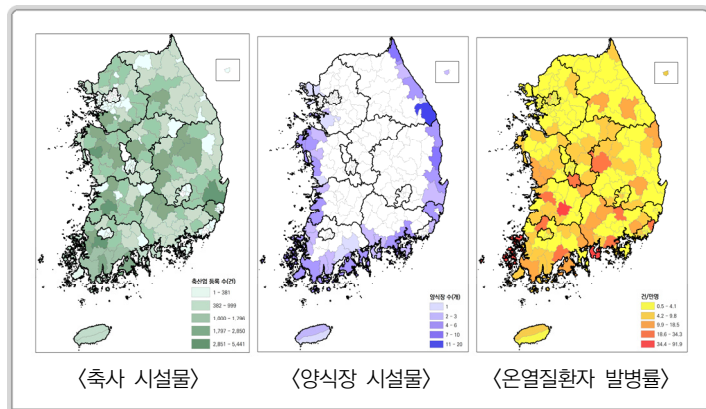 축산업 등록 수(건)
1 - 381
382 - 999
1,000 - 1,796
1,797 - 2,850
2,851 - 5,441
양식장 수(개)
1
2 - 3
4 - 6
7 - 10
11 - 20
건/만명
0.5 - 4.1
4.2 - 9.8
9.9 - 18.5
18.6 - 34.3
34.4 - 91.9
〈축사 시설물〉
〈양식장 시설물〉
〈온열질환자 발병률〉